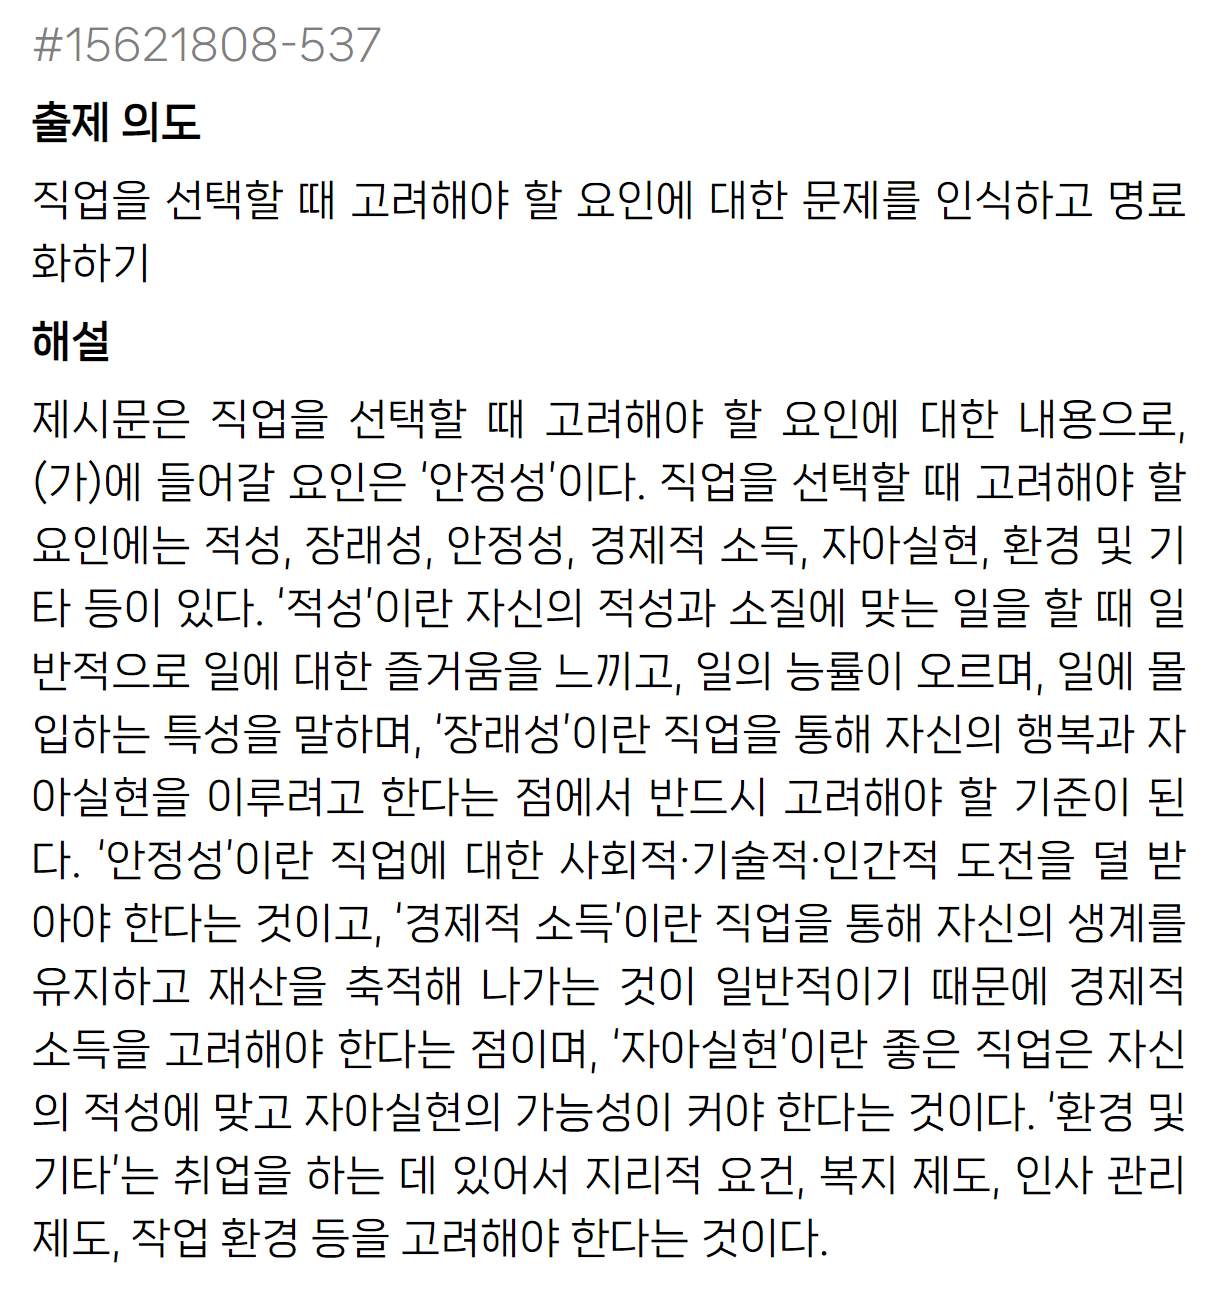 #15621808-537
출제 의도
직업을 선택할 때 고려해야 할 요인에 대한 문제를 인식하고 명료
화하기
해설
제시문은 직업을 선택할 때 고려해야 할 요인에 대한 내용으로,
(가)에 들어갈 요인은 '안정성'이다. 직업을 선택할 때 고려해야 할
요인에는 적성, 장래성, 안정성, 경제적 소득, 자아실현, 환경 및 기
타 등이 있다. '적성'이란 자신의 적성과 소질에 맞는 일을 할 때 일
반적으로 일에 대한 즐거움을 느끼고, 일의 능률이 오르며, 일에 몰
입하는 특성을 말하며, '장래성'이란 직업을 통해 자신의 행복과 자
아실현을 이루려고 한다는 점에서 반드시 고려해야 할 기준이 된
다. '안정성'이란 직업에 대한 사회적·기술적·인간적 도전을 덜 받
아야 한다는 것이고, '경제적 소득'이란 직업을 통해 자신의 생계를
유지하고 재산을 축적해 나가는 것이 일반적이기 때문에 경제적
소득을 고려해야 한다는 점이며, '자아실현'이란 좋은 직업은 자신
의 적성에 맞고 자아실현의 가능성이 커야 한다는 것이다. '환경 및
기타'는 취업을 하는 데 있어서 지리적 요건, 복지 제도, 인사 관리
제도, 작업 환경 등을 고려해야 한다는 것이다.